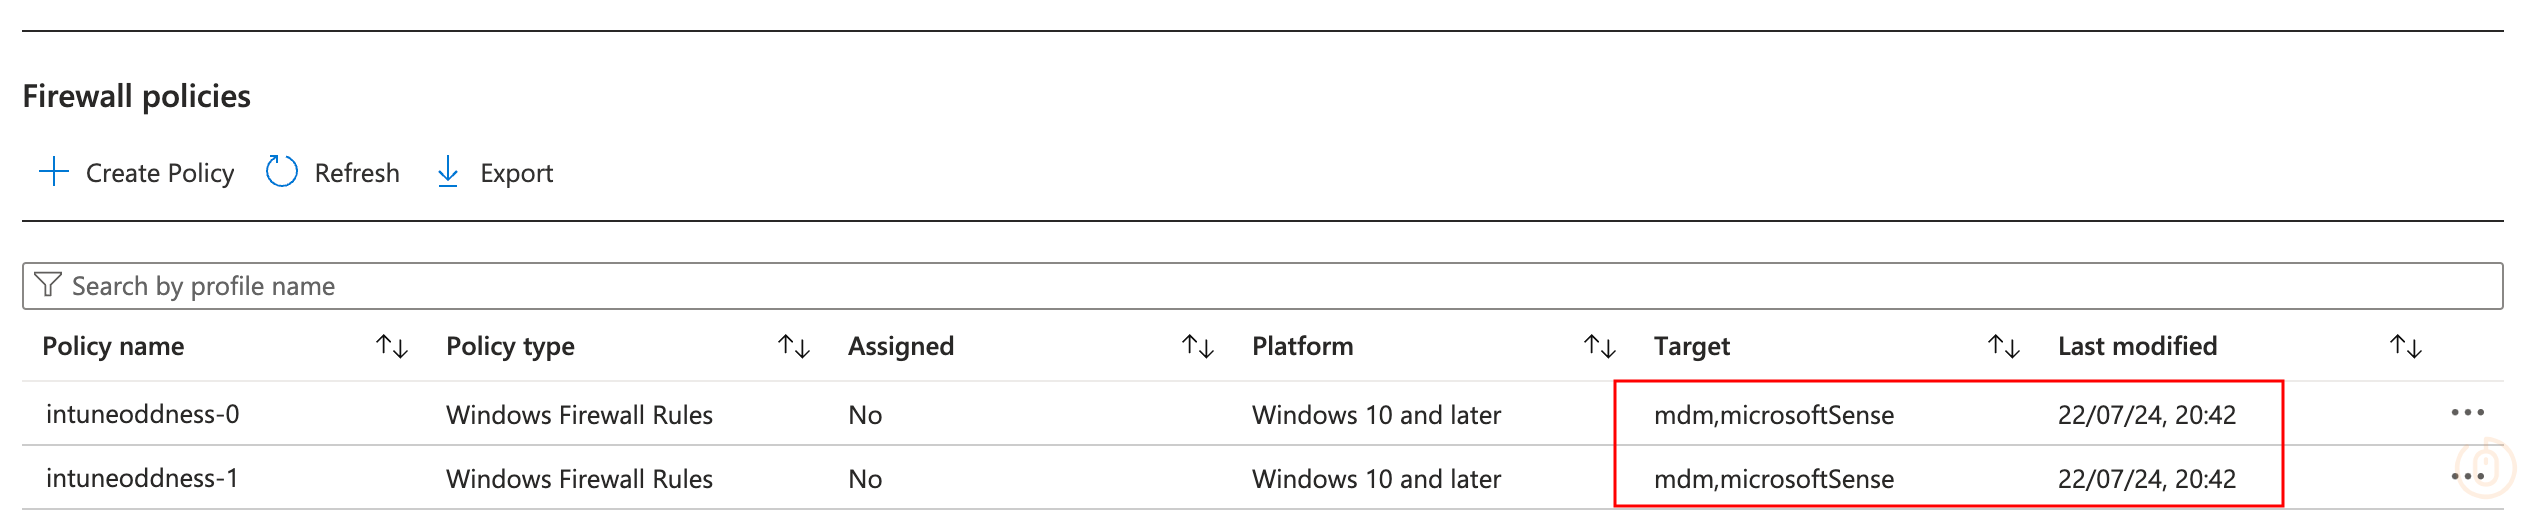 Firewall policies
Create Policy Refresh Export
Search by profile name
Policy name Policy type Assigned Platform Target Last modified
intuneoddness-0 Windows Firewall Rules No Windows 10 and later mdm,microsoftSense 22/07/24, 20:42
intuneoddness-1 Windows Firewall Rules No Windows 10 and later mdm,microsoftSense 22/07/24, 20:42